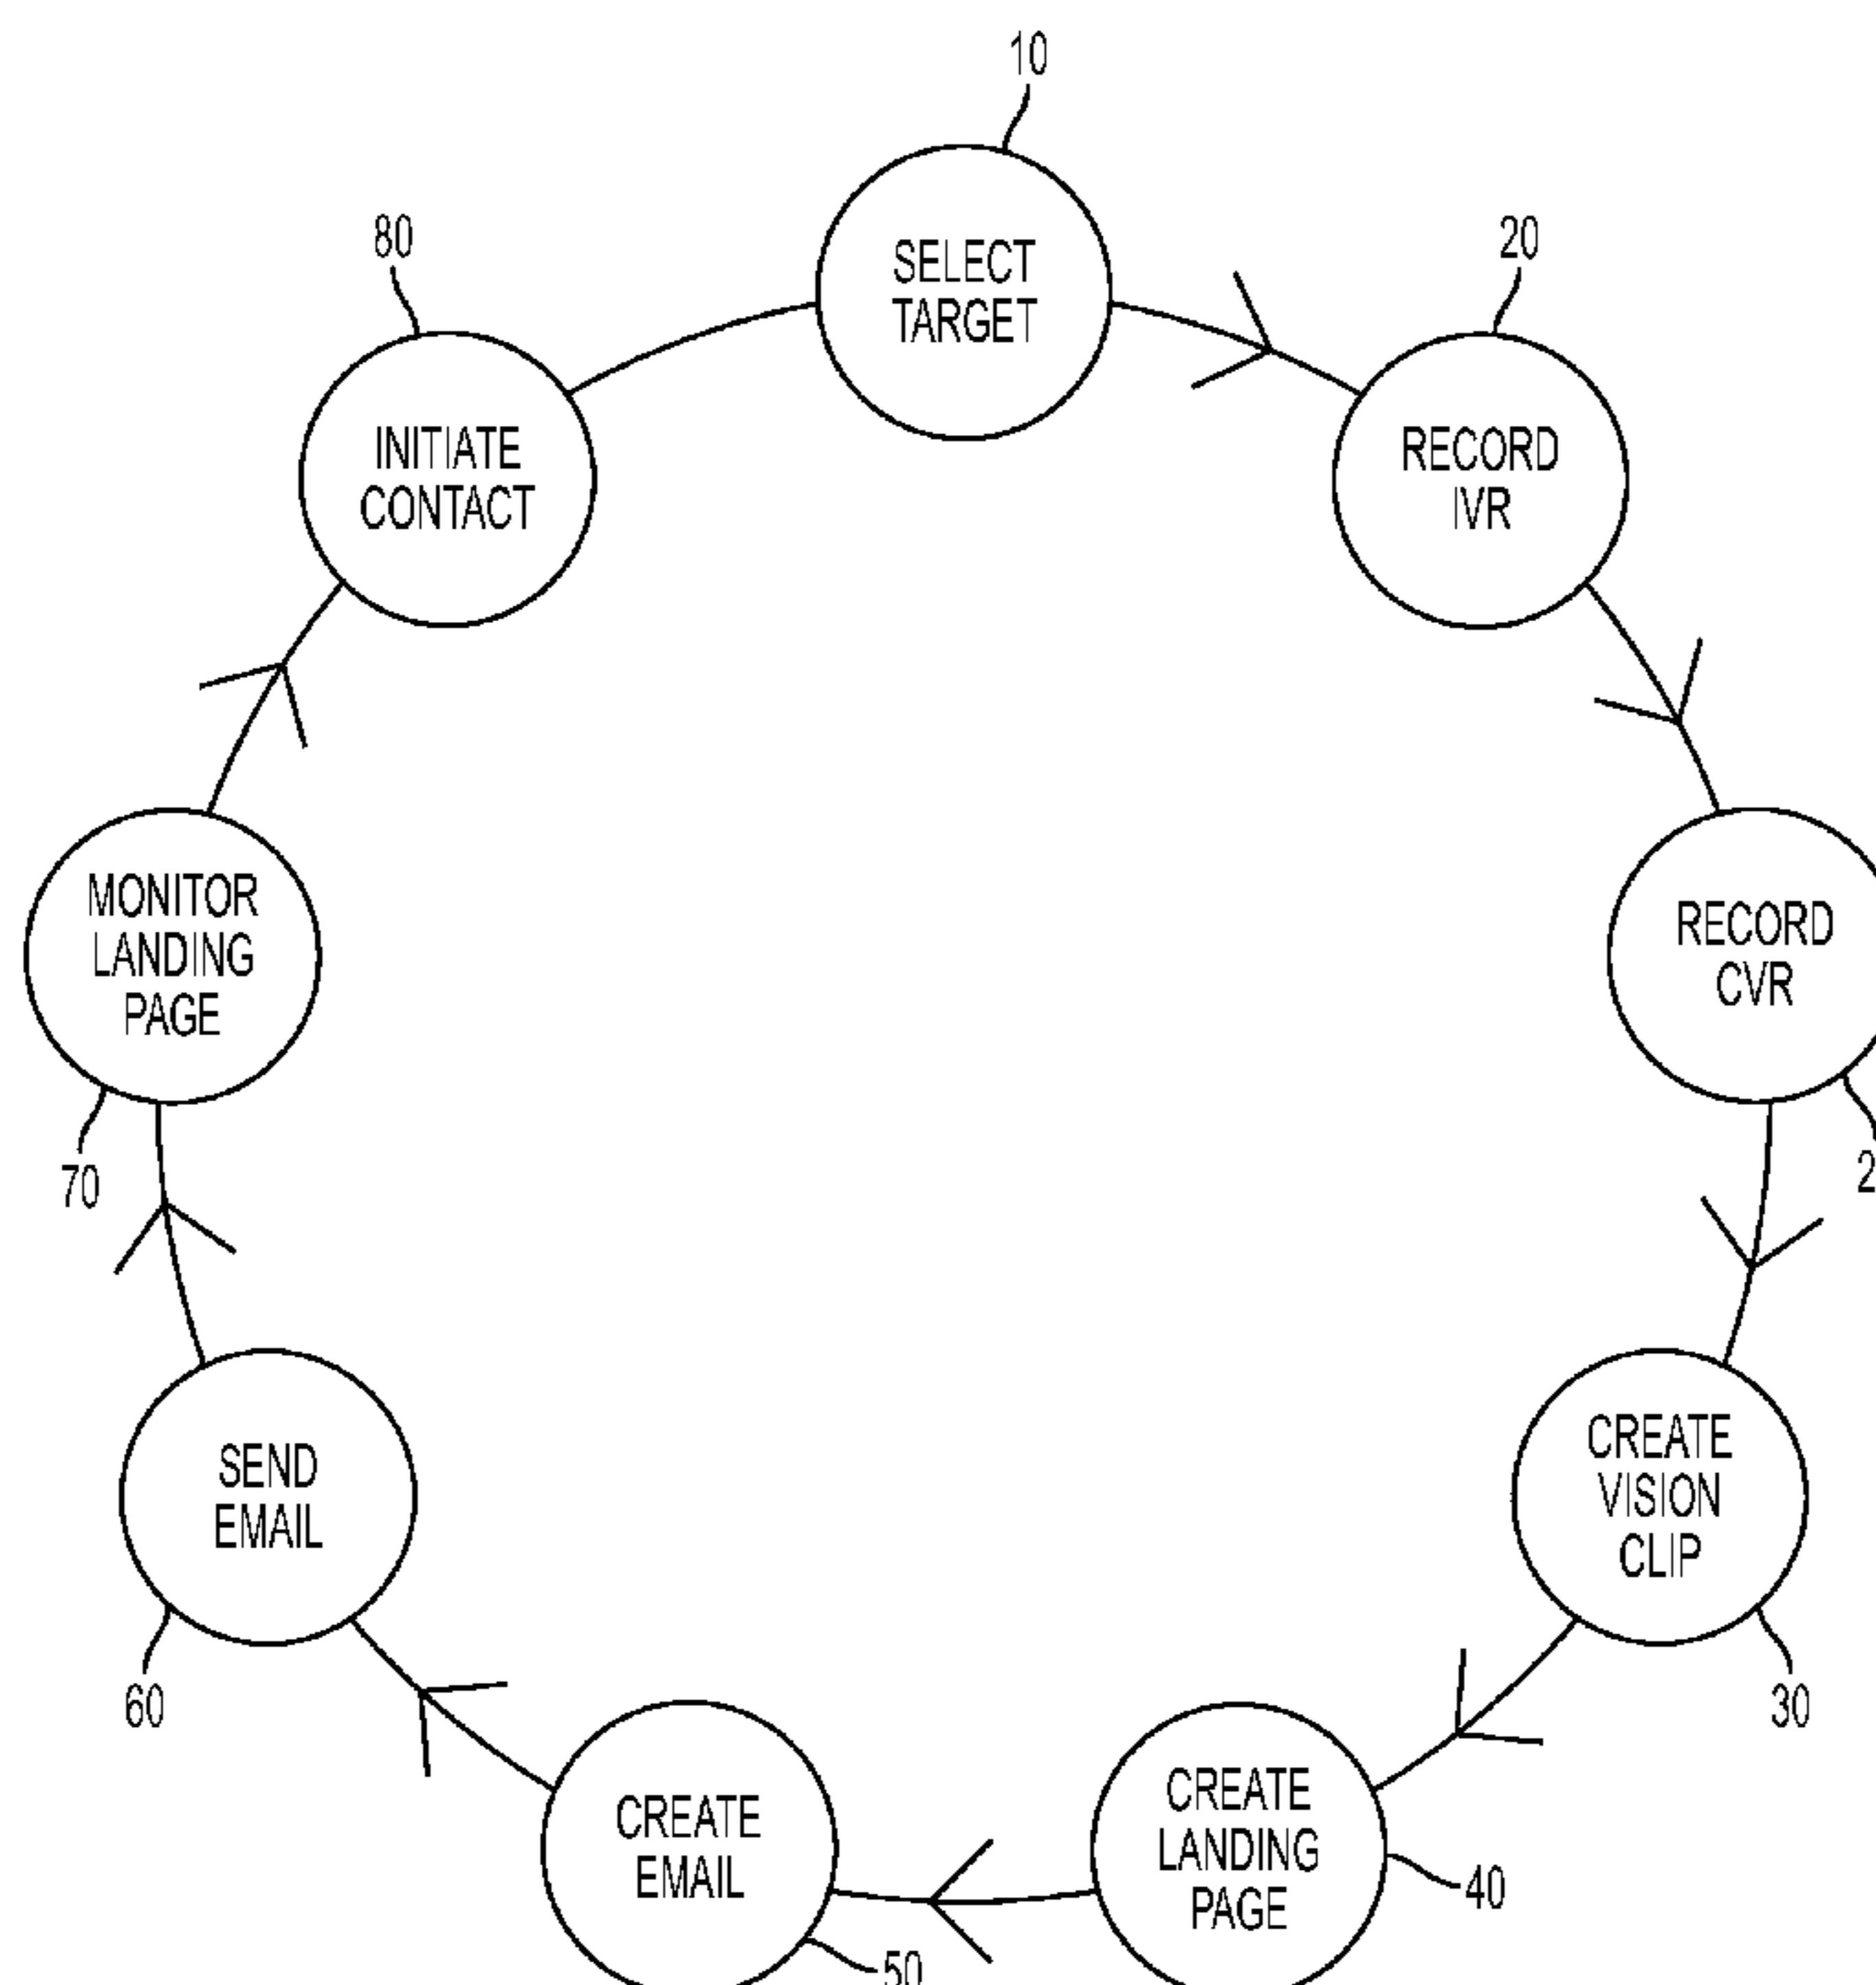 10
SELECT
TARGET
20
RECORD
IVR
RECORD
CVR
30
CREATE
VISION
CLIP
40
CREATE
LANDING
PAGE
50
CREATE
EMAIL
60
SEND
EMAIL
70
MONITOR
LANDING
PAGE
80
INITIATE
CONTACT